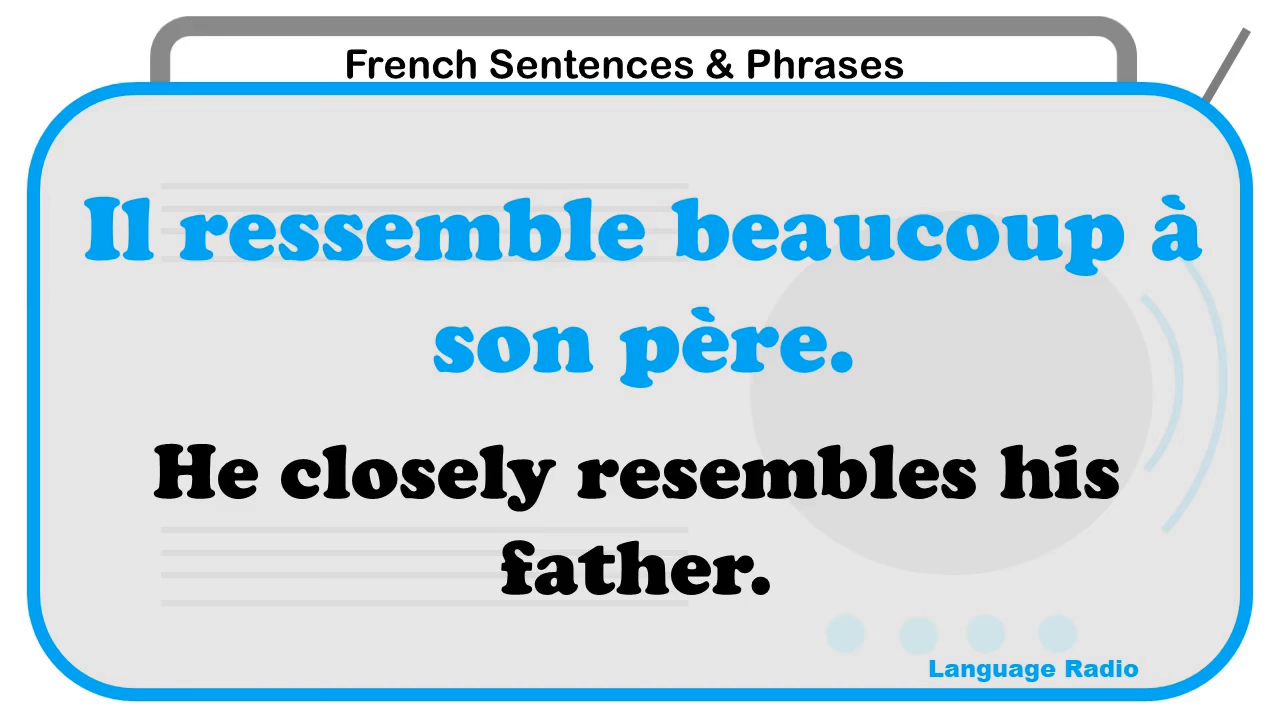 French Sentences & Phrases
Il ressemble beaucoup à
son père.
He closely resembles his
father.
Language Radio